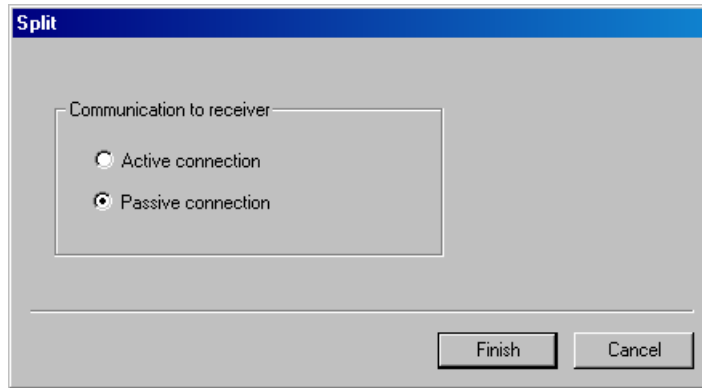 Split
Communication to receiver
Active connection
Passive connection
Finish
Cancel